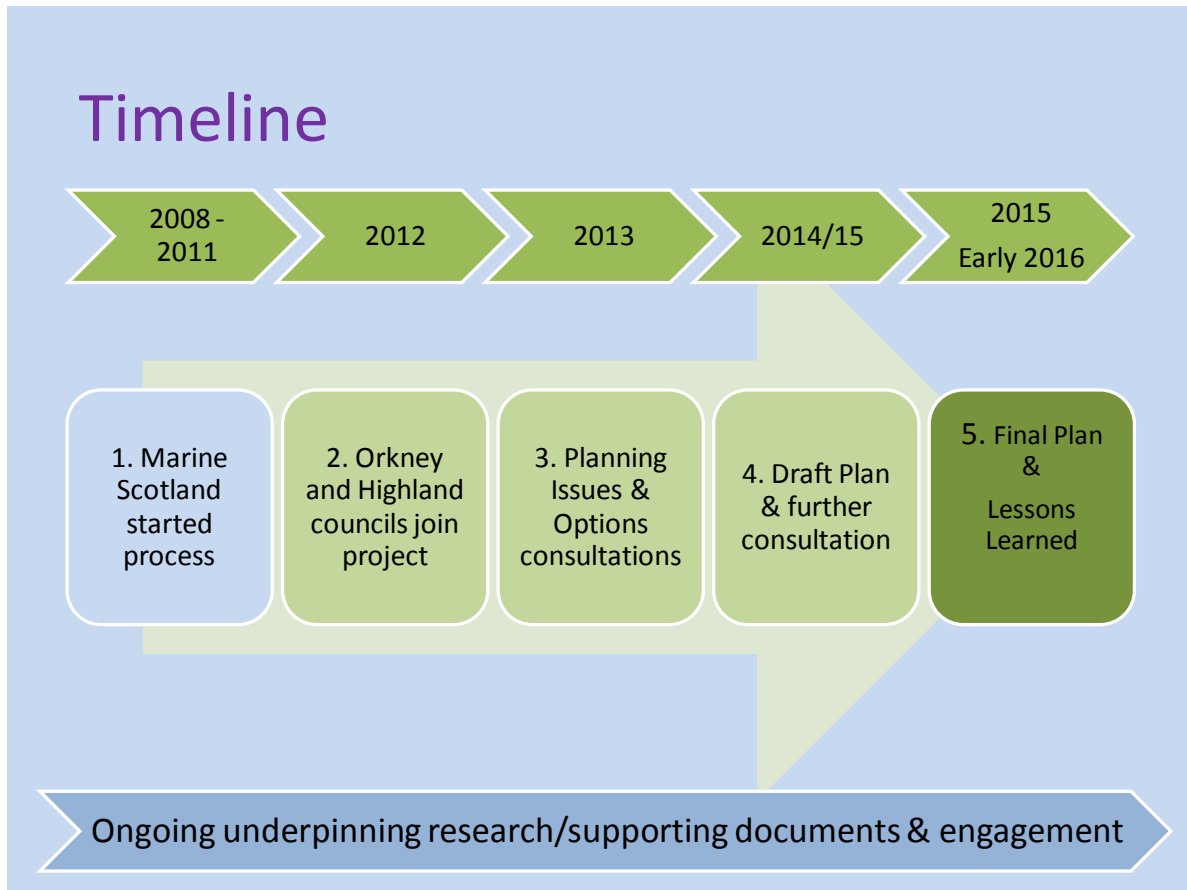 Timeline
2008 -
2011
2012
2013
2014/15
2015
Early 2016
1. Marine
Scotland
started
process
2. Orkney
and Highland
councils join
project
3. Planning
Issues &
Options
consultations
4. Draft Plan
& further
consultation
5. Final Plan
&
Lessons
Learned
Ongoing underpinning research/supporting documents & engagement